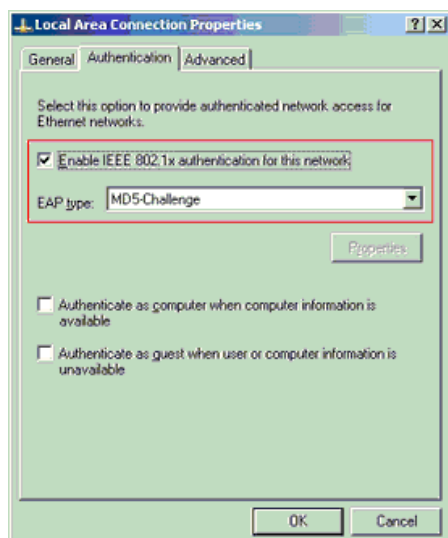 Local Area Connection Properties
General Authentication Advanced
Select this option to provide authenticated network access for
Ethernet networks.
Enable IEEE 802.1x authentication for this network
EAP type: MD5-Challenge
Properties
Authenticate as computer when computer information is
available
Authenticate as guest when user or computer information is
unavailable
OK Cancel